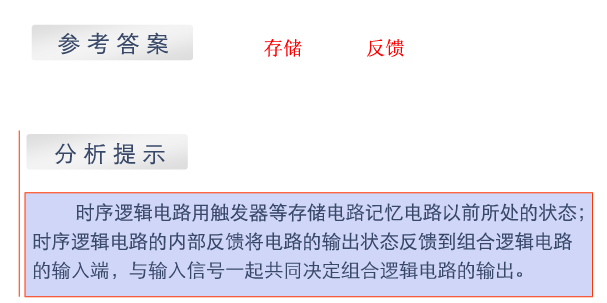 参考答案 存储 反馈
分析提示
时序逻辑电路用触发器等存储电路记忆电路以前所处的状态；
时序逻辑电路的内部反馈将电路的输出状态反馈到组合逻辑电路
的输入端，与输入信号一起共同决定组合逻辑电路的输出。